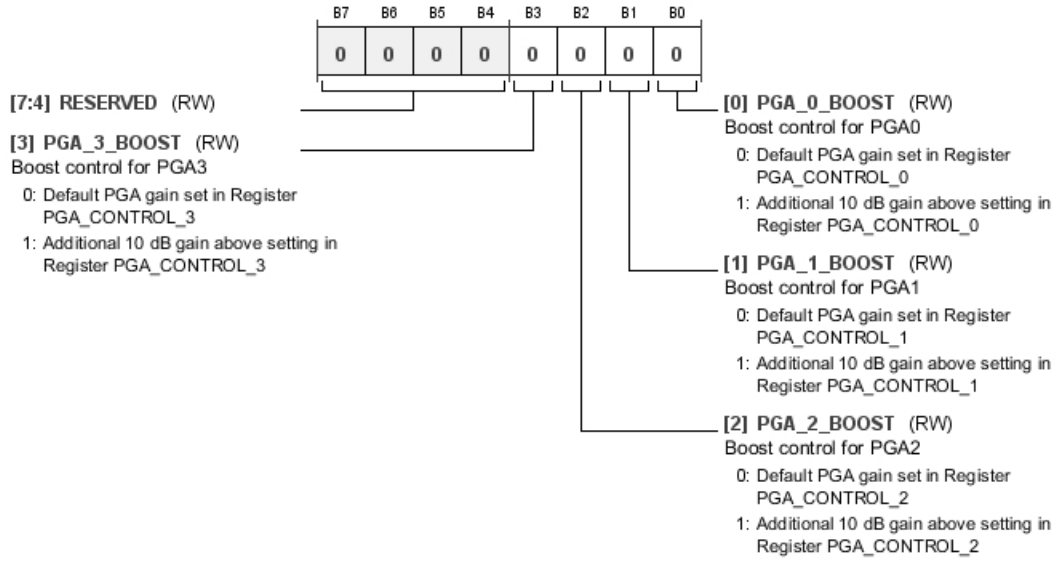 B7 B6 B5 B4 B3 B2 B1 B0
0 0 0 0 0 0 0 0
[7:4] RESERVED (RW)
[3] PGA_3_BOOST (RW)
Boost control for PGA3
0: Default PGA gain set in Register
PGA_CONTROL_3
1: Additional 10 dB gain above setting in
Register PGA_CONTROL_3
[0] PGA_0_BOOST (RW)
Boost control for PGA0
0: Default PGA gain set in Register
PGA_CONTROL_0
1: Additional 10 dB gain above setting in
Register PGA_CONTROL_0
[1] PGA_1_BOOST (RW)
Boost control for PGA1
0: Default PGA gain set in Register
PGA_CONTROL_1
1: Additional 10 dB gain above setting in
Register PGA_CONTROL_1
[2] PGA_2_BOOST (RW)
Boost control for PGA2
0: Default PGA gain set in Register
PGA_CONTROL_2
1: Additional 10 dB gain above setting in
Register PGA_CONTROL_2